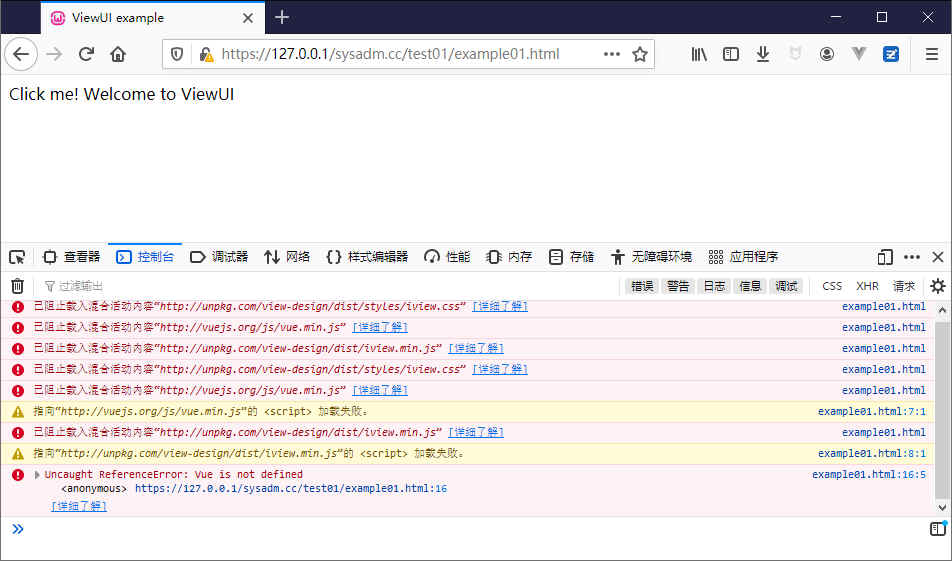 ViewUI example
https://127.0.0.1/sysadm.cc/test01/example01.html
Click me! Welcome to ViewUI
查看器 控制台 调试器 网络 样式编辑器 性能 内存 存储 无障碍环境 应用程序
过滤输出 错误 警告 日志 信息 调试 CSS XHR 请求
已阻止载入混合活动内容“http://unpkg.com/view-design/dist/styles/iview.css” [详细了解] example01.html
已阻止载入混合活动内容“http://vuejs.org/js/vue.min.js” [详细了解] example01.html
已阻止载入混合活动内容“http://unpkg.com/view-design/dist/iview.min.js” [详细了解] example01.html
已阻止载入混合活动内容“http://unpkg.com/view-design/dist/styles/iview.css” [详细了解] example01.html
已阻止载入混合活动内容“http://vuejs.org/js/vue.min.js” [详细了解] example01.html
指向“http://vuejs.org/js/vue.min.js”的 <script> 加载失败。 example01.html:7:1
已阻止载入混合活动内容“http://unpkg.com/view-design/dist/iview.min.js” [详细了解] example01.html
指向“http://unpkg.com/view-design/dist/iview.min.js”的 <script> 加载失败。 example01.html:8:1
Uncaught ReferenceError: Vue is not defined example01.html:16:5
<anonymous> https://127.0.0.1/sysadm.cc/test01/example01.html:16
[详细了解]